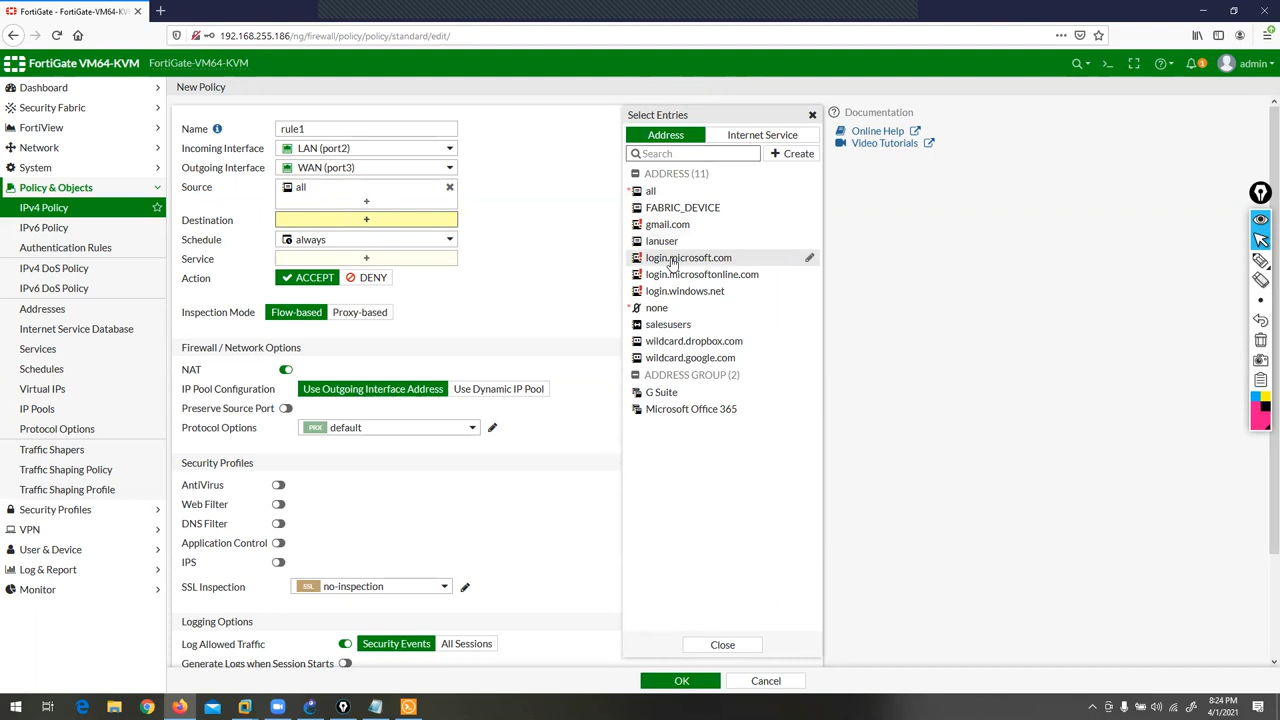 FortiGate - FortiGate-VM64-KV
192.168.255.186/ng/firewall/policy/policy/standard/edit/
FortiGate VM64-KVM
FortiGate-VM64-KVM
1
admin
Dashboard
Security Fabric
FortiView
Network
System
Policy & Objects
IPv4 Policy
IPv6 Policy
Authentication Rules
IPv4 DoS Policy
IPv6 DoS Policy
Addresses
Internet Service Database
Services
Schedules
Virtual IPs
IP Pools
Protocol Options
Traffic Shapers
Traffic Shaping Policy
Traffic Shaping Profile
Security Profiles
VPN
User & Device
Log & Report
Monitor
New Policy
Name
rule1
Incoming Interface
LAN (port2)
Outgoing Interface
WAN (port3)
Source
all
+
Destination
+
Schedule
always
Service
+
Action
ACCEPT
DENY
Inspection Mode
Flow-based
Proxy-based
Firewall / Network Options
NAT
IP Pool Configuration
Use Outgoing Interface Address
Use Dynamic IP Pool
Preserve Source Port
Protocol Options
PRX default
Security Profiles
AntiVirus
Web Filter
DNS Filter
Application Control
IPS
SSL Inspection
SSL no-inspection
Logging Options
Log Allowed Traffic
Security Events
All Sessions
Generate Logs when Session Starts
Select Entries
Address
Internet Service
Search
+ Create
ADDRESS (11)
all
FABRIC_DEVICE
gmail.com
lanuser
login.microsoft.com
login.microsoftonline.com
login.windows.net
none
salesusers
wildcard.dropbox.com
wildcard.google.com
ADDRESS GROUP (2)
G Suite
Microsoft Office 365
Close
OK
Cancel
Documentation
Online Help
Video Tutorials
8:24 PM
4/1/2021